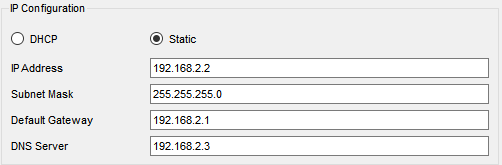 IP Configuration
DHCP Static
IP Address 192.168.2.2
Subnet Mask 255.255.255.0
Default Gateway 192.168.2.1
DNS Server 192.168.2.3